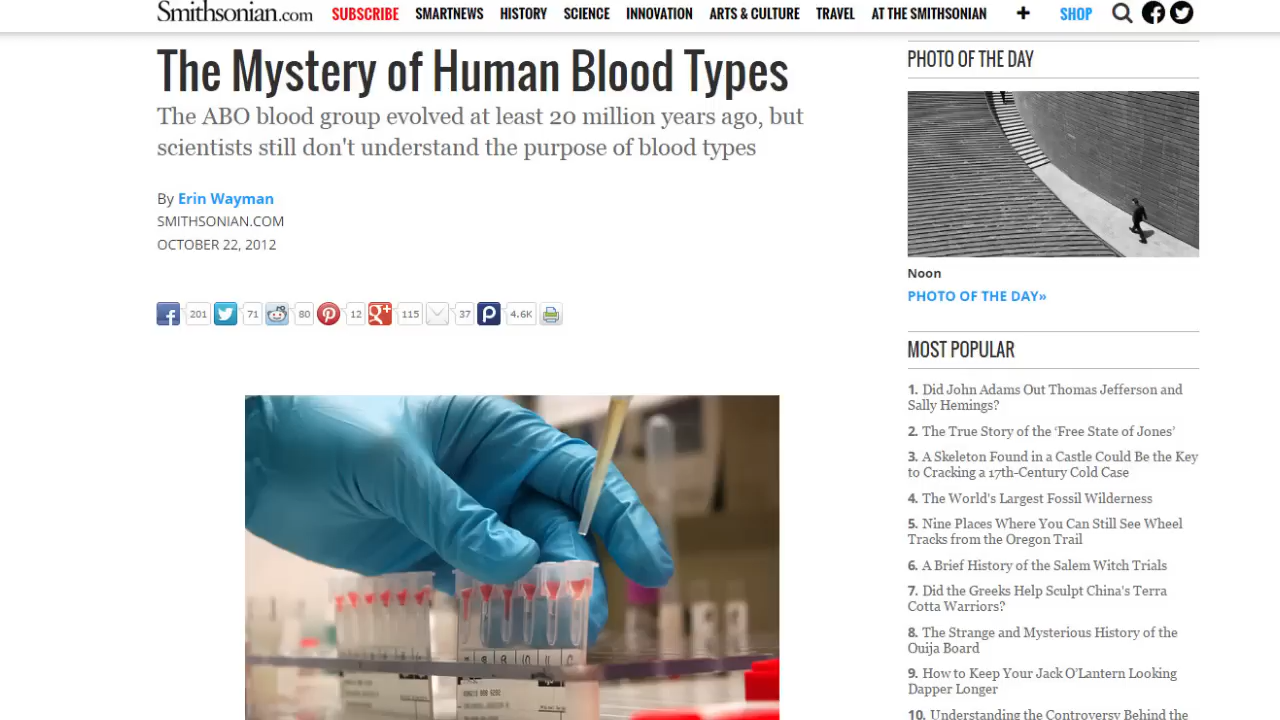 Smithsonian.com SUBSCRIBE SMARTNEWS HISTORY SCIENCE INNOVATION ARTS & CULTURE TRAVEL AT THE SMITHSONIAN + SHOP
The Mystery of Human Blood Types
The ABO blood group evolved at least 20 million years ago, but
scientists still don't understand the purpose of blood types
By Erin Wayman
SMITHSONIAN.COM
OCTOBER 22, 2012
201 71 80 12 115 37 4.6K
PHOTO OF THE DAY
Noon
PHOTO OF THE DAY»
MOST POPULAR
1. Did John Adams Out Thomas Jefferson and
Sally Hemings?
2. The True Story of the ‘Free State of Jones’
3. A Skeleton Found in a Castle Could Be the Key
to Cracking a 17th-Century Cold Case
4. The World's Largest Fossil Wilderness
5. Nine Places Where You Can Still See Wheel
Tracks from the Oregon Trail
6. A Brief History of the Salem Witch Trials
7. Did the Greeks Help Sculpt China's Terra
Cotta Warriors?
8. The Strange and Mysterious History of the
Ouija Board
9. How to Keep Your Jack O'Lantern Looking
Dapper Longer
10. Understanding the Controversy Behind the